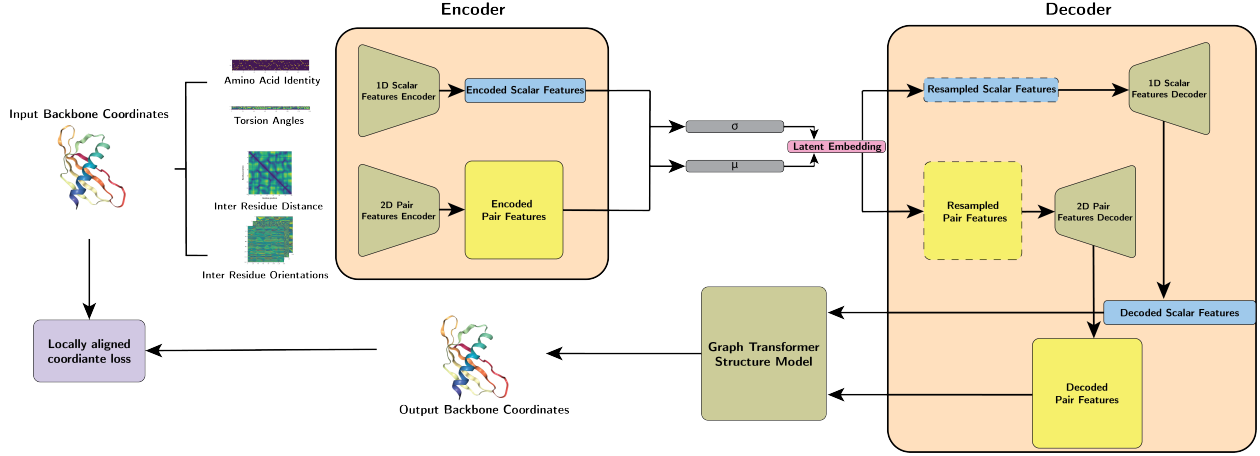 Encoder
Decoder
Input Backbone Coordinates
Amino Acid Identity
Torsion Angles
Inter Residue Distance
Inter Residue Orientations
1D Scalar
Features Encoder
Encoded Scalar Features
2D Pair
Features Encoder
Encoded
Pair Features
σ
μ
Latent Embedding
Resampled Scalar Features
1D Scalar
Features Decoder
Resampled
Pair Features
2D Pair
Features Decoder
Decoded Scalar Features
Decoded
Pair Features
Graph Transformer
Structure Model
Output Backbone Coordinates
Locally aligned
coordiante loss